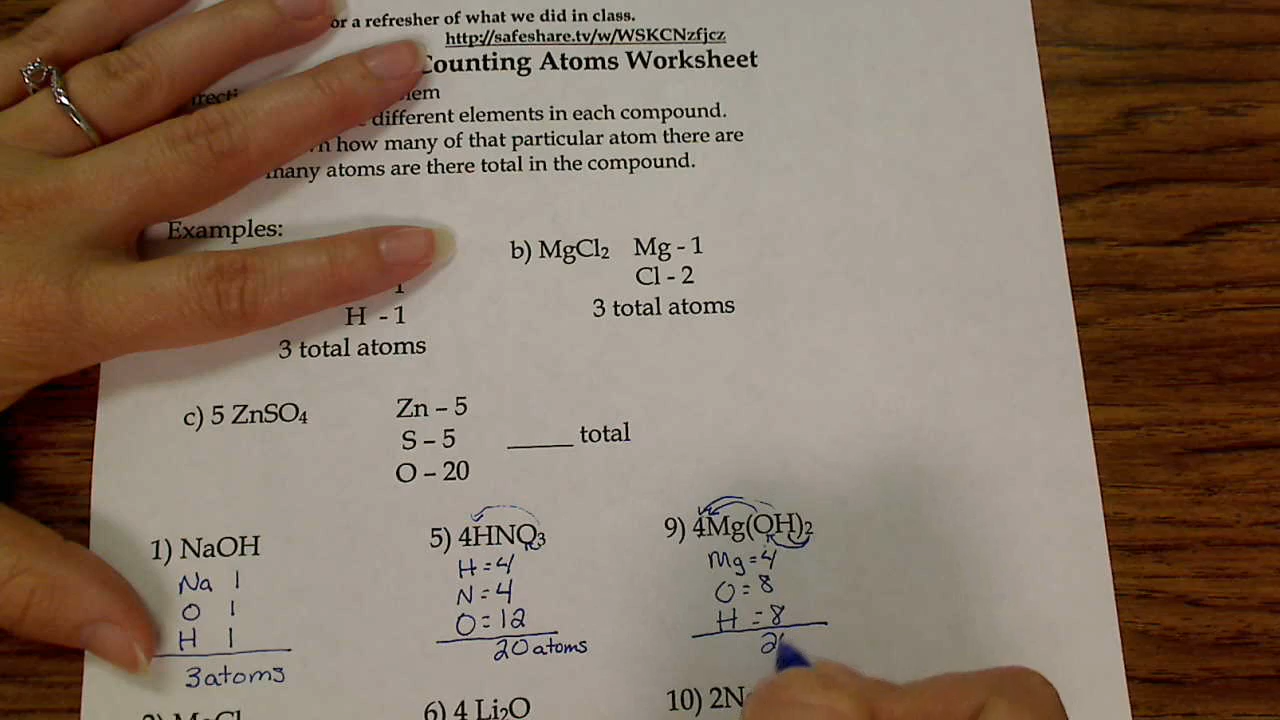 or a refresher of what we did in class.
http://safeshare.tv/w/WSKCNzfjcz
Counting Atoms Worksheet
different elements in each compound.
how many of that particular atom there are
many atoms are there total in the compound.
Examples:
b) MgCl2 Mg - 1
Cl - 2
3 total atoms
1
H - 1
3 total atoms
c) 5 ZnSO4
Zn – 5
S – 5
O – 20
_____ total
1) NaOH
Na 1
O 1
H 1
3 atoms
5) 4HNO3
H = 4
N = 4
O = 12
20 atoms
9) 4Mg(OH)2
Mg = 4
O = 8
H = 8
2
6) 4 Li2O
10) 2N